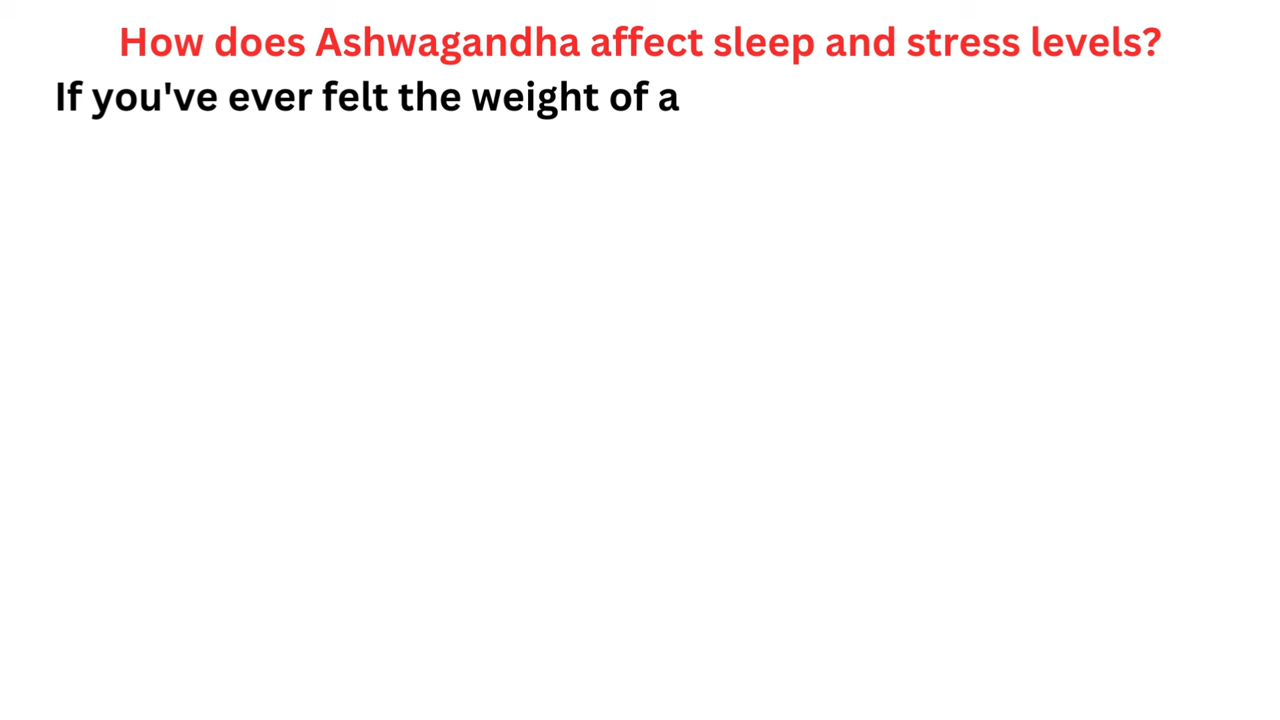 How does Ashwagandha affect sleep and stress levels?
If you've ever felt the weight of a